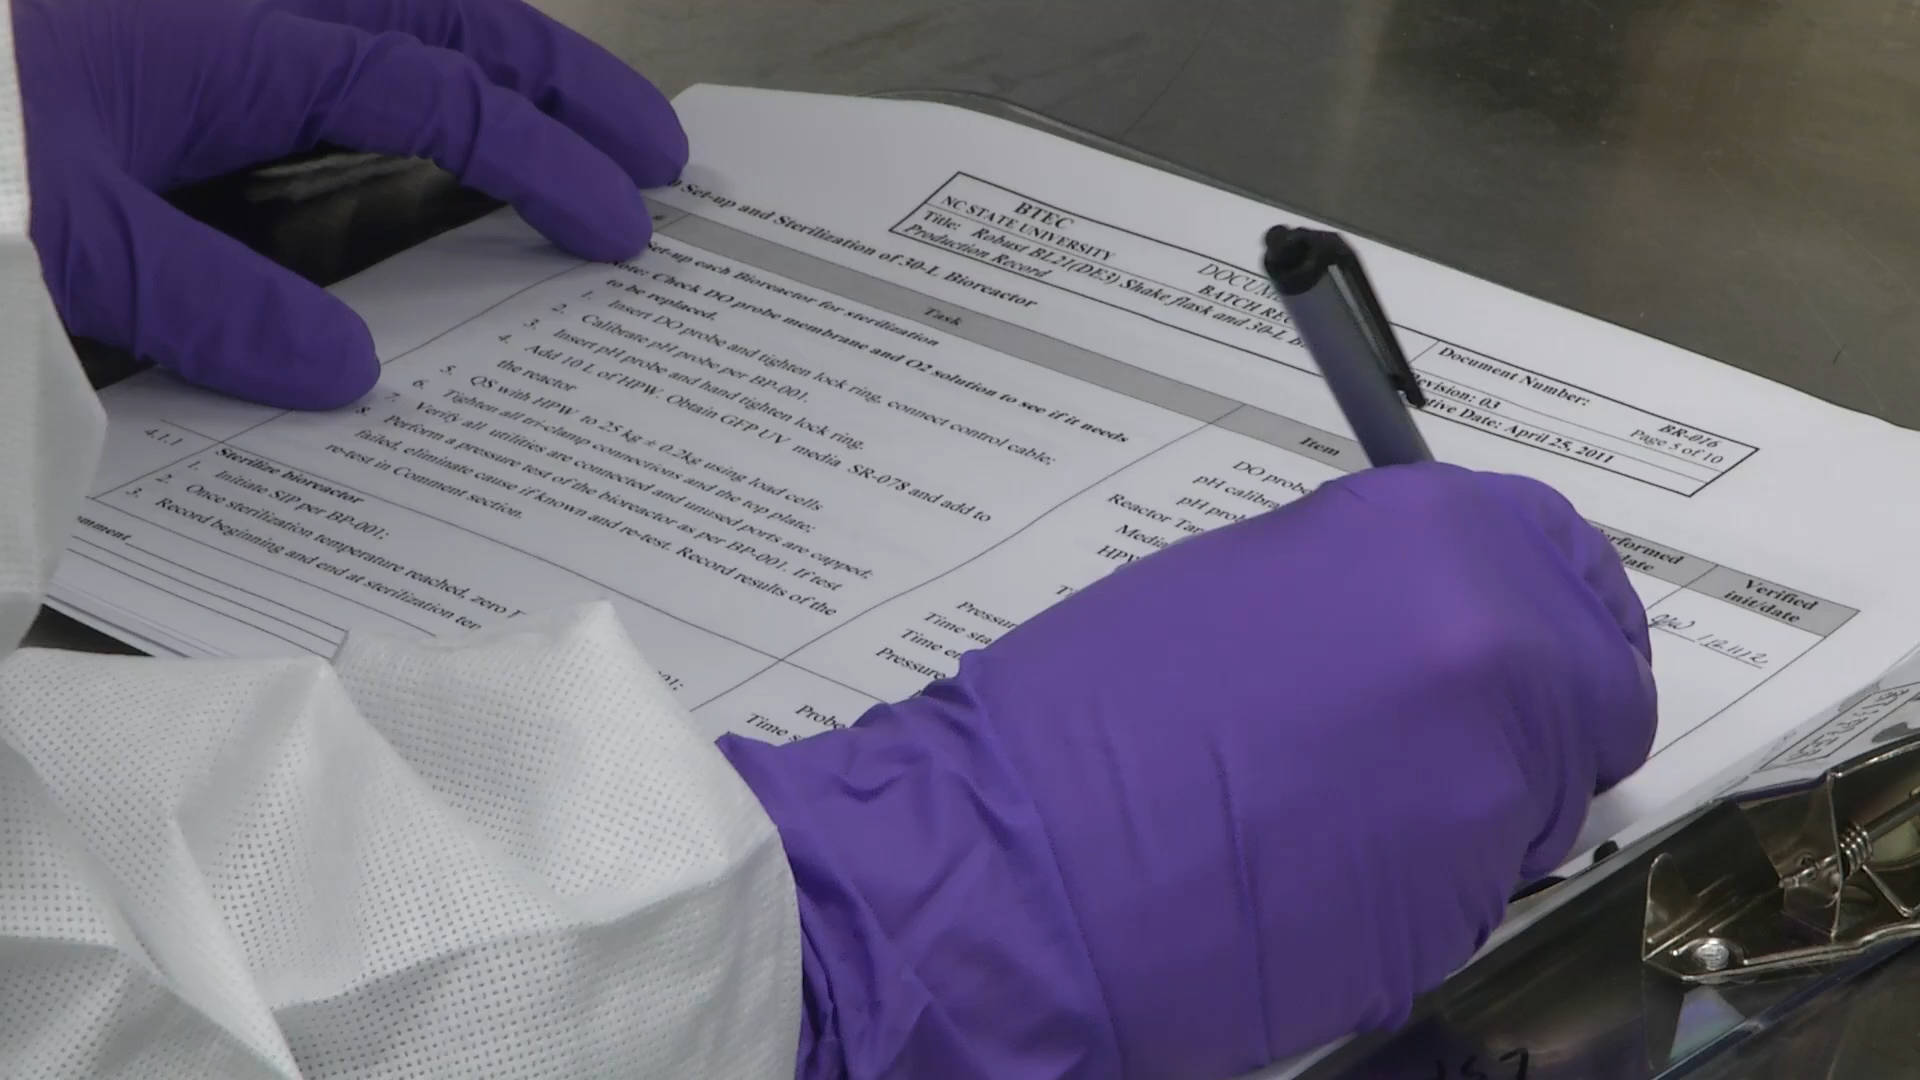 BTEC
NC STATE UNIVERSITY
Title: Robust BL21(DE3) Shake flask and 30-L
Production Record
BATCH
Document Number:
BR-016
Revision: 03
Page 5 of 10
Date: April 25, 2011
Set-up and Sterilization of 30-L Bioreactor
Task
Item
Verified
init/date
Set-up each Bioreactor for sterilization
Note: Check DO probe membrane and O2 solution to see if it needs
to be replaced.
1. Insert DO probe and tighten lock ring, connect control cable;
2. Calibrate pH probe per BP-001.
3. Insert pH probe and hand tighten lock ring.
4. Add 10 L of HPW. Obtain GFP UV media SR-078 and add to
the reactor
5. QS with HPW to 25 kg ± 0.2kg using load cells
6. Tighten all tri-clamp connections and the top plate;
7. Verify all utilities are connected and unused ports are capped;
8. Perform a pressure test of the bioreactor as per BP-001. If test
failed, eliminate cause if known and re-test. Record results of the
re-test in Comment section.
DO probe
pH
pH
Reactor
HPW
Time
Time
Pressure
4.1.1
Sterilize bioreactor
1. Initiate SIP per BP-001;
2. Once sterilization temperature reached, zero
3. Record beginning and end at sterilization
Probe
Time